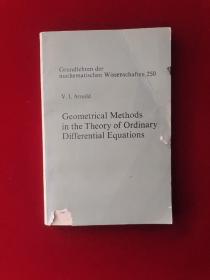 Grundlehren der
mathematischen Wissenschaften 250
V. I. Arnold
Geometrical Methods
in the Theory of Ordinary
Differential Equations